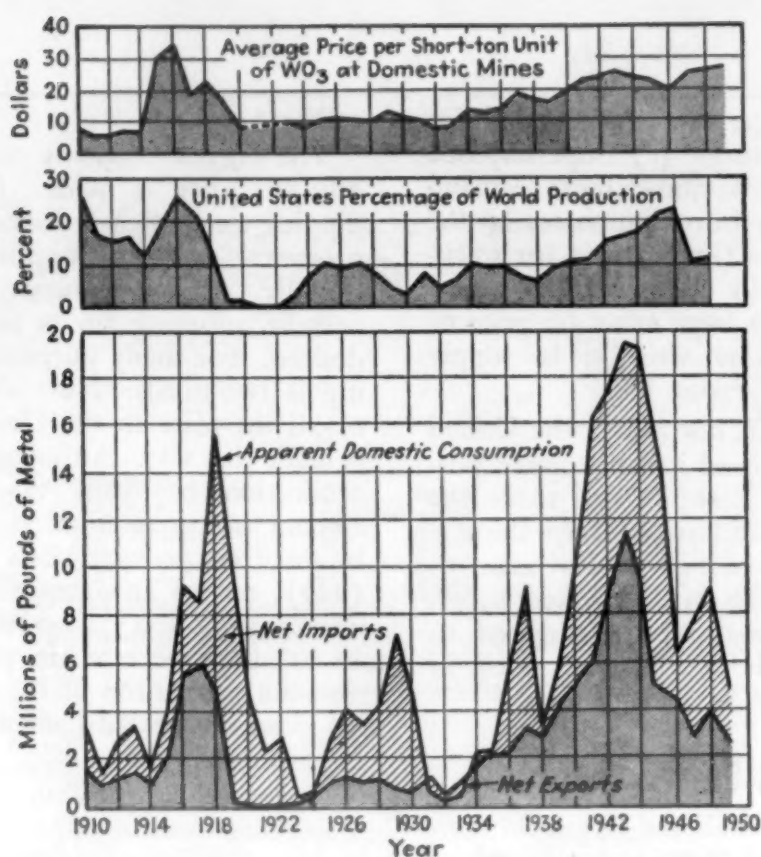 40
30
20
10
0
Dollars
Average Price per Short-ton Unit
of WO3 at Domestic Mines
30
20
10
0
Percent
United States Percentage of World Production
20
18
16
14
12
10
8
6
4
2
0
Millions of Pounds of Metal
Apparent Domestic Consumption
Net Imports
Net Exports
1910 1914 1918 1922 1926 1930 1934 1938 1942 1946 1950
Year